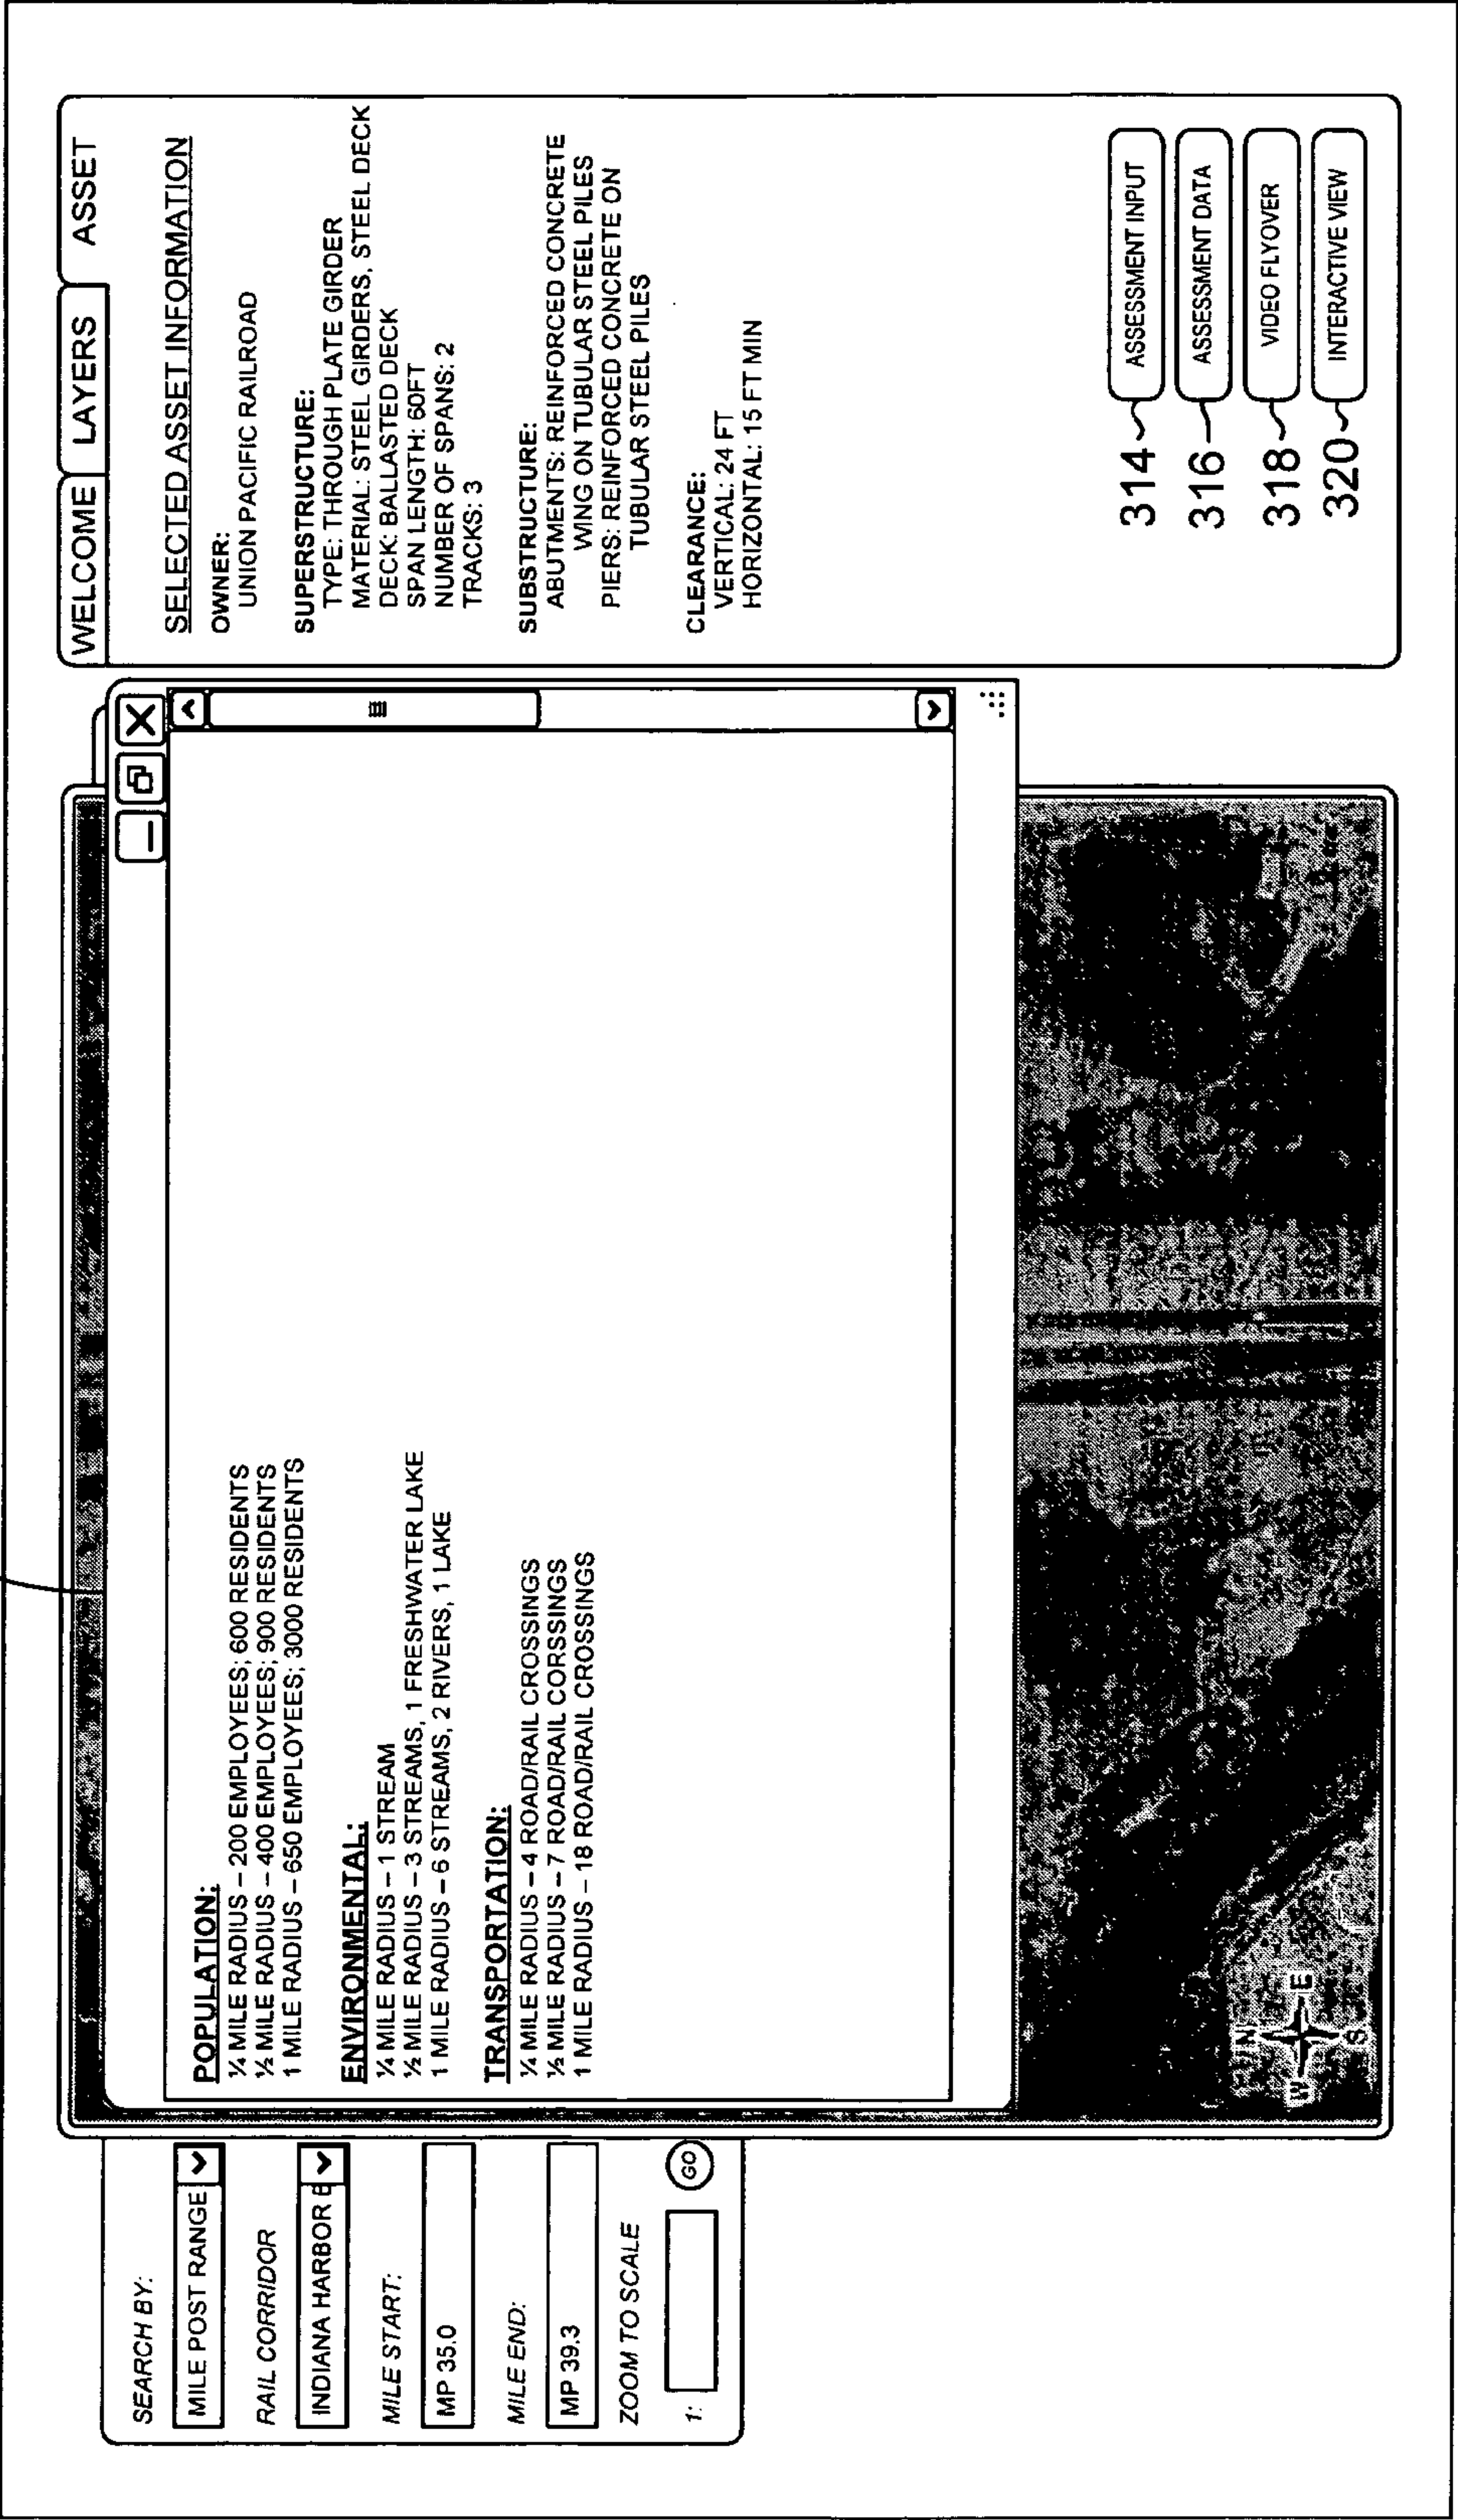 SEARCH BY:
MILE POST RANGE
RAIL CORRIDOR
INDIANA HARBOR B
MILE START:
MP 35.0
MILE END:
MP 39.3
ZOOM TO SCALE
1:
GO
POPULATION:
¼ MILE RADIUS – 200 EMPLOYEES; 600 RESIDENTS
½ MILE RADIUS – 400 EMPLOYEES; 900 RESIDENTS
1 MILE RADIUS – 650 EMPLOYEES; 3000 RESIDENTS
ENVIRONMENTAL:
¼ MILE RADIUS – 1 STREAM
½ MILE RADIUS – 3 STREAMS, 1 FRESHWATER LAKE
1 MILE RADIUS – 6 STREAMS, 2 RIVERS, 1 LAKE
TRANSPORTATION:
¼ MILE RADIUS – 4 ROAD/RAIL CROSSINGS
½ MILE RADIUS – 7 ROAD/RAIL CORSSINGS
1 MILE RADIUS – 18 ROAD/RAIL CROSSINGS
N
W E
S
WELCOME LAYERS ASSET
SELECTED ASSET INFORMATION
OWNER:
UNION PACIFIC RAILROAD
SUPERSTRUCTURE:
TYPE: THROUGH PLATE GIRDER
MATERIAL: STEEL GIRDERS, STEEL DECK
DECK: BALLASTED DECK
SPAN LENGTH: 60FT
NUMBER OF SPANS: 2
TRACKS: 3
SUBSTRUCTURE:
ABUTMENTS: REINFORCED CONCRETE
WING ON TUBULAR STEEL PILES
PIERS: REINFORCED CONCRETE ON
TUBULAR STEEL PILES
CLEARANCE:
VERTICAL: 24 FT
HORIZONTAL: 15 FT MIN
314 ASSESSMENT INPUT
316 ASSESSMENT DATA
318 VIDEO FLYOVER
320 INTERACTIVE VIEW